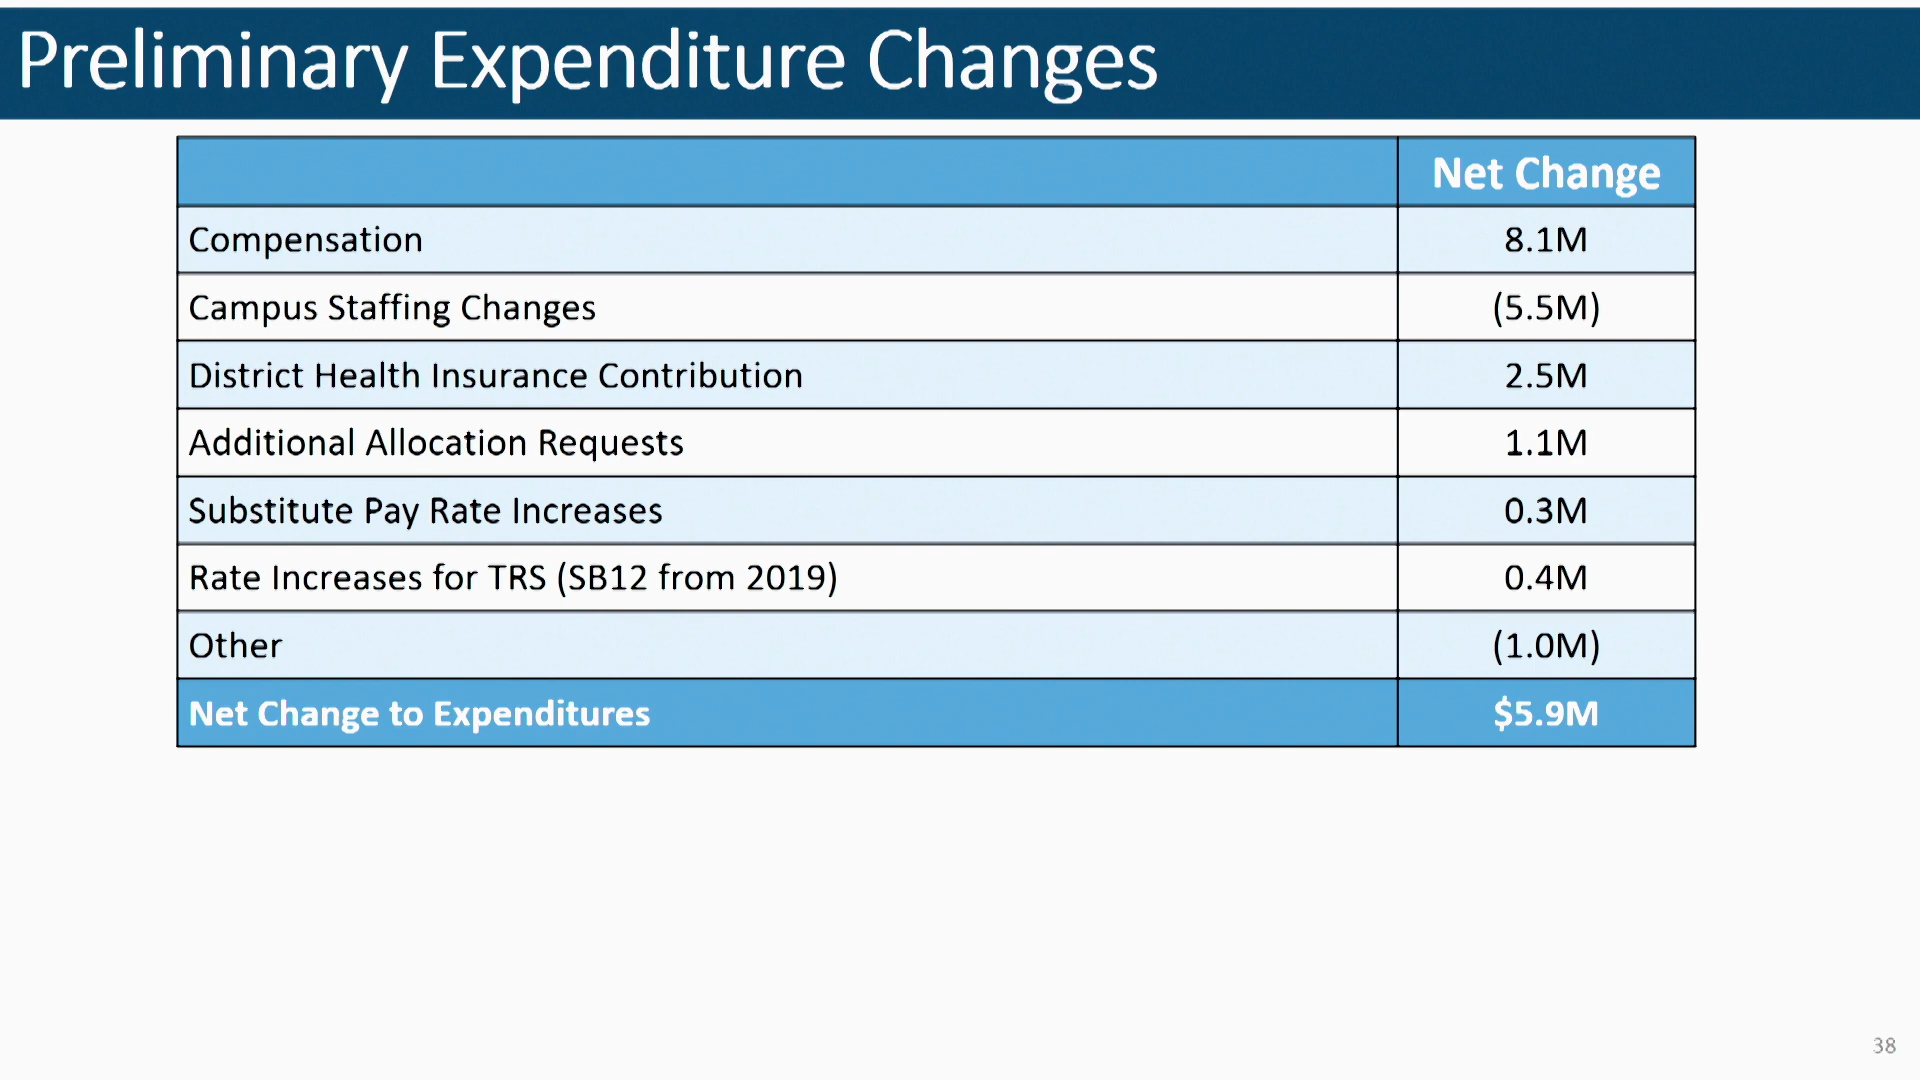 Preliminary Expenditure Changes
Net Change
Compensation 8.1M
Campus Staffing Changes (5.5M)
District Health Insurance Contribution 2.5M
Additional Allocation Requests 1.1M
Substitute Pay Rate Increases 0.3M
Rate Increases for TRS (SB12 from 2019) 0.4M
Other (1.0M)
Net Change to Expenditures $5.9M
38